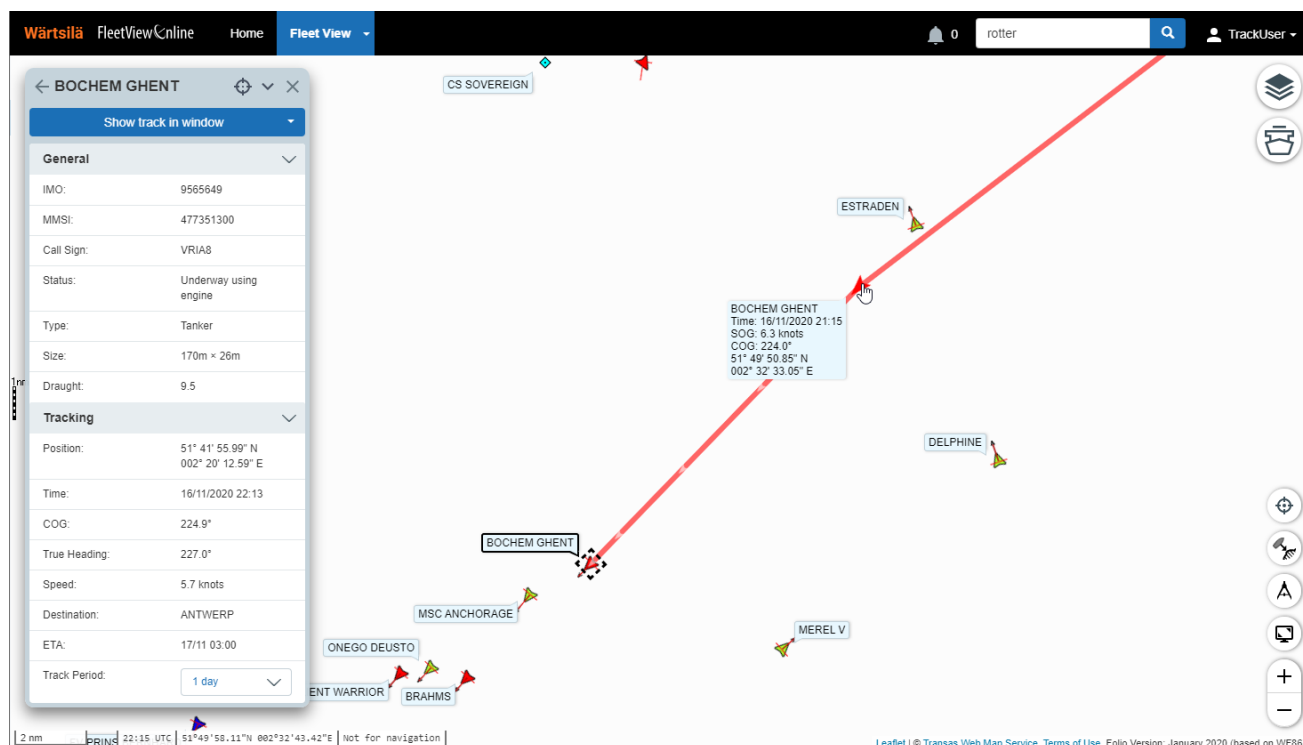 Wärtsilä FleetView Online Home Fleet View 0 rotter TrackUser
BOCHEM GHENT
Show track in window
General
IMO: 9565649
MMSI: 477351300
Call Sign: VRIA8
Status: Underway using
engine
Type: Tanker
Size: 170m × 26m
Draught: 9.5
Tracking
Position: 51° 41' 55.99" N
002° 20' 12.59" E
Time: 16/11/2020 22:13
COG: 224.9°
True Heading: 227.0°
Speed: 5.7 knots
Destination: ANTWERP
ETA: 17/11 03:00
Track Period: 1 day
CS SOVEREIGN
ESTRADEN
BOCHEM GHENT
Time: 16/11/2020 21:15
SOG: 6.3 knots
COG: 224.0°
51° 49' 50.85" N
002° 32' 33.05" E
DELPHINE
BOCHEM GHENT
MSC ANCHORAGE
MEREL V
ONEGO DEUSTO
ENT WARRIOR
BRAHMS
1nm
2 nm
PRINS
22:15 UTC 51°49'58.11"N 002°32'43.42"E Not for navigation
Leaflet | © Transas Web Map Service, Terms of Use, Folio Version: January 2020 (based on WF86